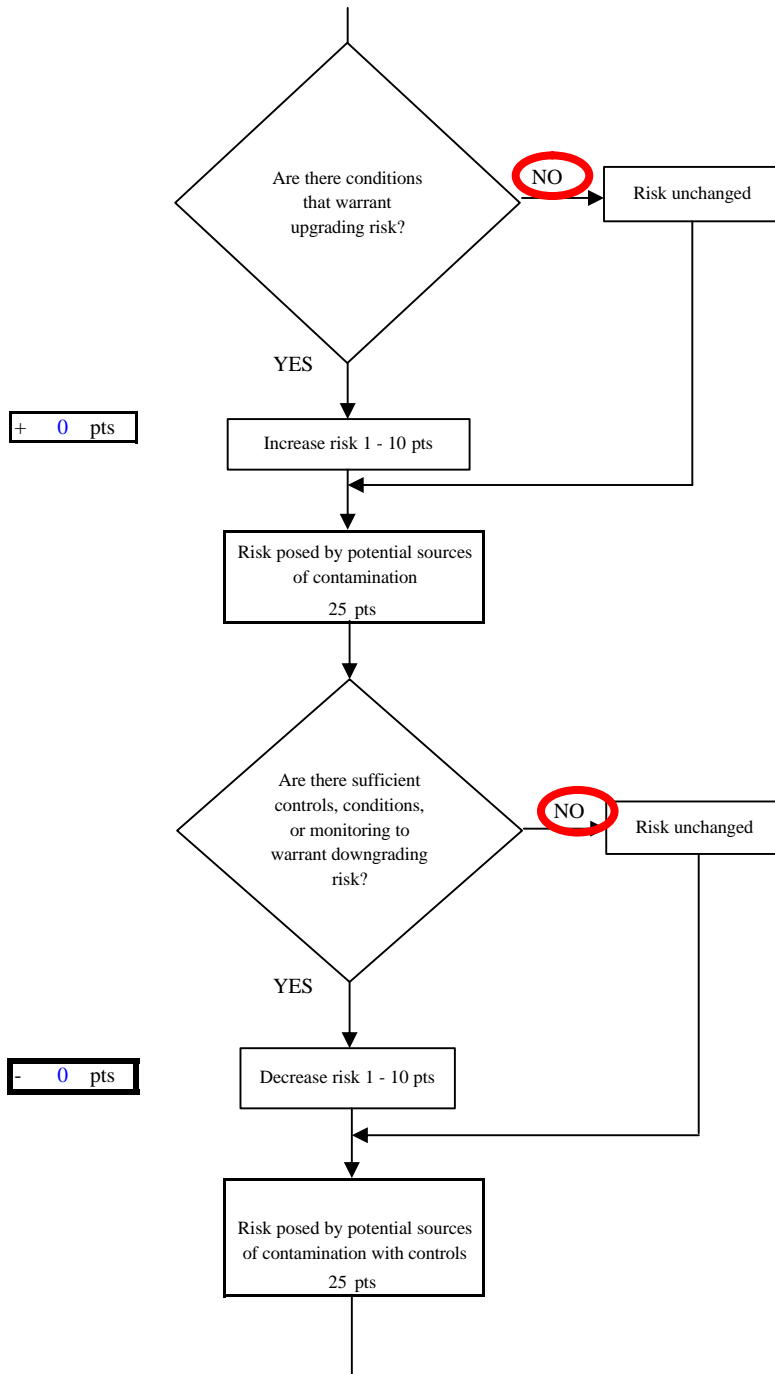 Are there conditions
that warrant
upgrading risk?
NO
Risk unchanged
YES
+ 0 pts
Increase risk 1 - 10 pts
Risk posed by potential sources
of contamination
25 pts
Are there sufficient
controls, conditions,
or monitoring to
warrant downgrading
risk?
NO
Risk unchanged
YES
- 0 pts
Decrease risk 1 - 10 pts
Risk posed by potential sources
of contamination with controls
25 pts